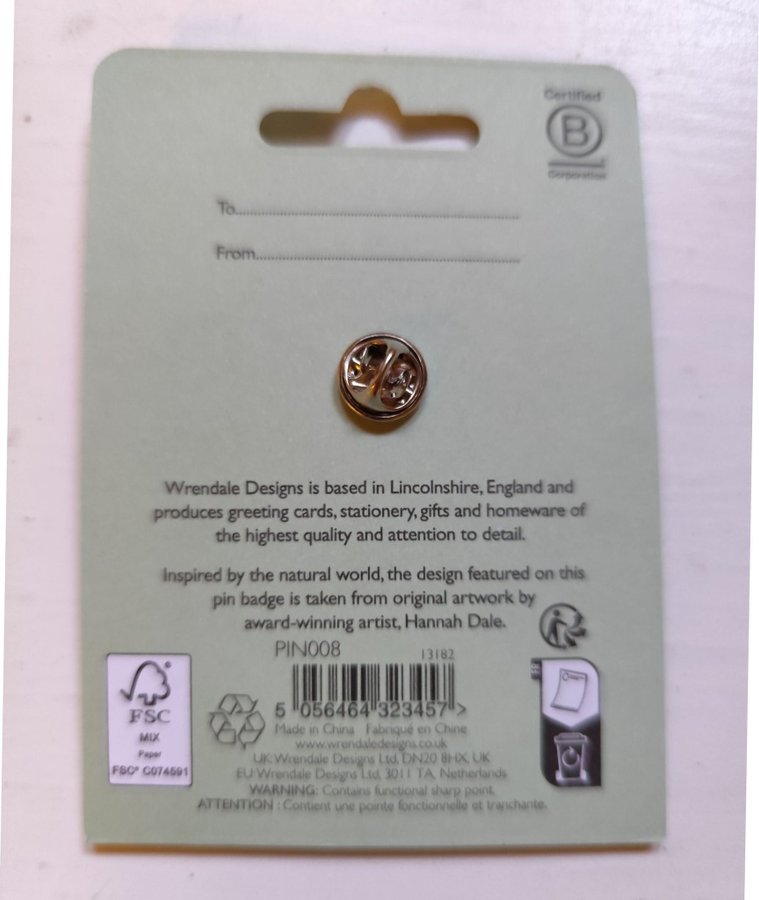 Certified
B
Corporation
To
From
Wrendale Designs is based in Lincolnshire, England and
produces greeting cards, stationery, gifts and homeware of
the highest quality and attention to detail.
Inspired by the natural world, the design featured on this
pin badge is taken from original artwork by
award-winning artist, Hannah Dale.
PIN008
13182
5 056464 323457 >
FR
FSC
MIX
Paper
FSC® C074591
Made in China Fabriqué en Chine
www.wrendaledesigns.co.uk
UK: Wrendale Designs Ltd, DN20 8HX, UK
EU: Wrendale Designs Ltd, 3011 TA, Netherlands
WARNING: Contains functional sharp point.
ATTENTION : Contient une pointe fonctionnelle et tranchante.